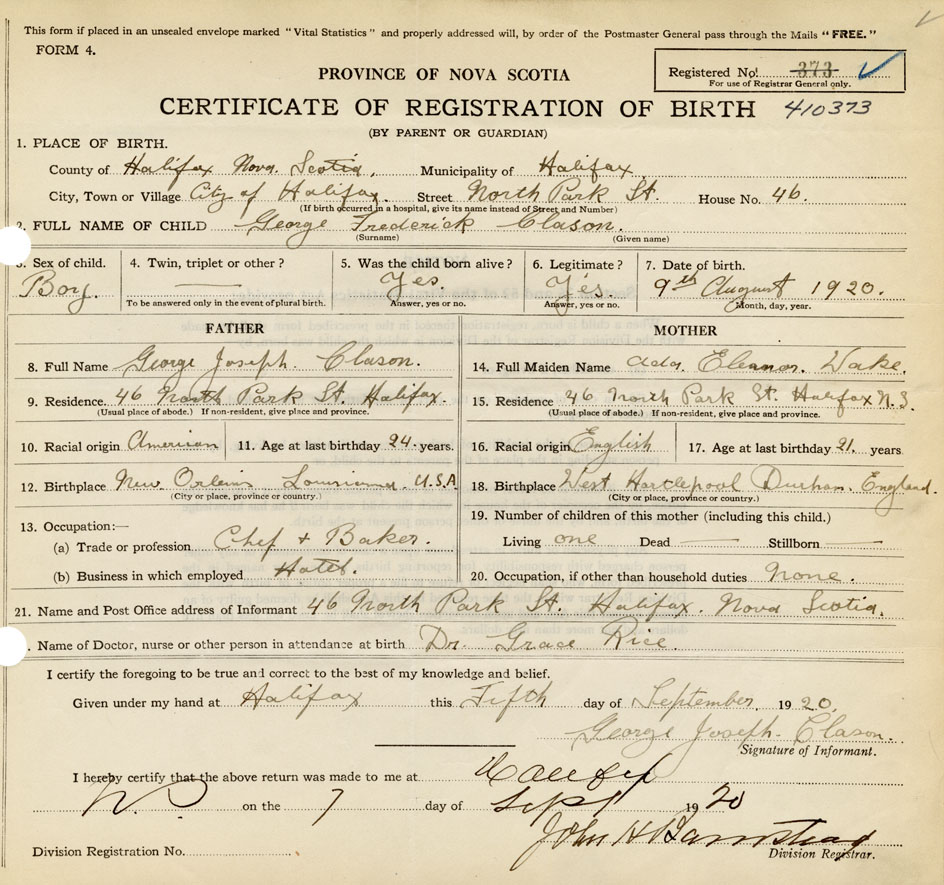 This form if placed in an unsealed envelope marked "Vital Statistics" and properly addressed will, by order of the Postmaster General pass through the Mails "FREE."
FORM 4.
PROVINCE OF NOVA SCOTIA
Registered No. 373
For use of Registrar General only.
CERTIFICATE OF REGISTRATION OF BIRTH 410373
(BY PARENT OR GUARDIAN)
1. PLACE OF BIRTH.
County of Halifax Nova. Scotia, Municipality of Halifax
City, Town or Village City of Halifax. Street North Park St. House No. 46.
(If birth occurred in a hospital, give its name instead of Street and Number)
2. FULL NAME OF CHILD George Frederick Clason.
(Surname) (Given name)
3. Sex of child. 4. Twin, triplet or other? 5. Was the child born alive? 6. Legitimate? 7. Date of birth.
Boy. Yes. Yes. 9th August 1920.
To be answered only in the event of plural birth. Answer, yes or no. Answer, yes or no. Month, day, year.
FATHER MOTHER
8. Full Name George Joseph. Clason. 14. Full Maiden Name Ada Eleanor. Wake.
9. Residence. 46 North Park St. Halifax. 15. Residence 46 North Park St. Halifax N.S.
(Usual place of abode.) If non-resident, give place and province. (Usual place of abode.) If non-resident, give place and province.
10. Racial origin American 11. Age at last birthday 24. years. 16. Racial origin English 17. Age at last birthday 21. years
12. Birthplace New Orleins U.S.A. 18. Birthplace West Hartlepool Durham. England.
(City or place, province or country.) (City or place, province or country.)
19. Number of children of this mother (including this child.)
13. Occupation:—
(a) Trade or profession Chef + Baker. Living one Dead Stillborn
(b) Business in which employed 20. Occupation, if other than household duties None.
21. Name and Post Office address of Informant 46 North Park St. Halifax. Nova Scotia.
. Name of Doctor, nurse or other person in attendance at birth Dr. Grace Rice.
I certify the foregoing to be true and correct to the best of my knowledge and belief.
Given under my hand at Halifax this Fifth day of September, 1920.
George Joseph. Clason.
Signature of Informant.
I hereby certify that the above return was made to me at Halifax
on the 7 day of Sept 1920
John H Barnstead
Division Registrar.
Division Registration No.